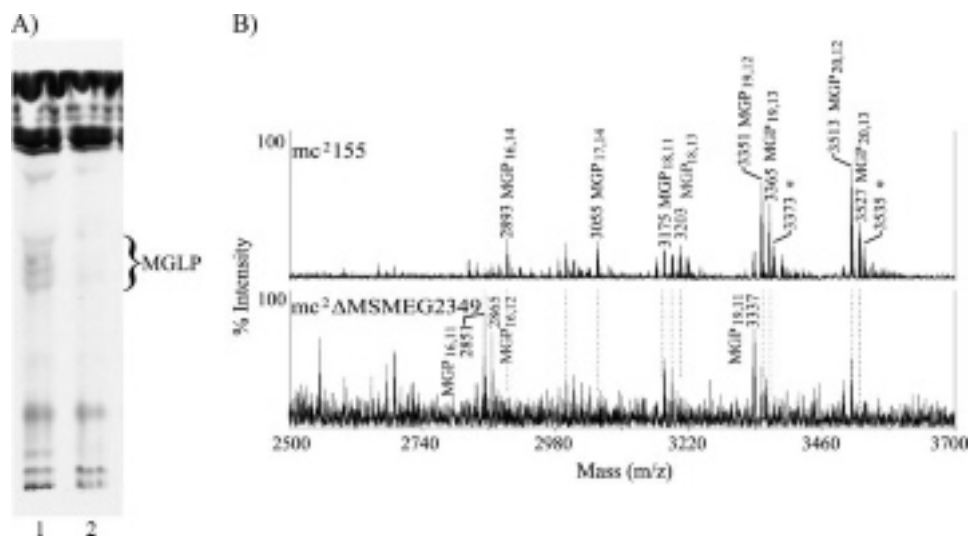 A)
B)
MGLP
1 2
100
mc²155
2893 MGP16,14
3055 MGP17,14
3175 MGP18,11
3203 MGP18,13
3351 MGP19,12
3365 MGP19,13
3373 *
3513 MGP20,12
3527 MGP20,13
3535 *
% Intensity
100
mc²ΔMSMEG2349
MGP16,11
2851
2865
MGP16,12
MGP19,11
3337
2500 2740 2980 3220 3460 3700
Mass (m/z)